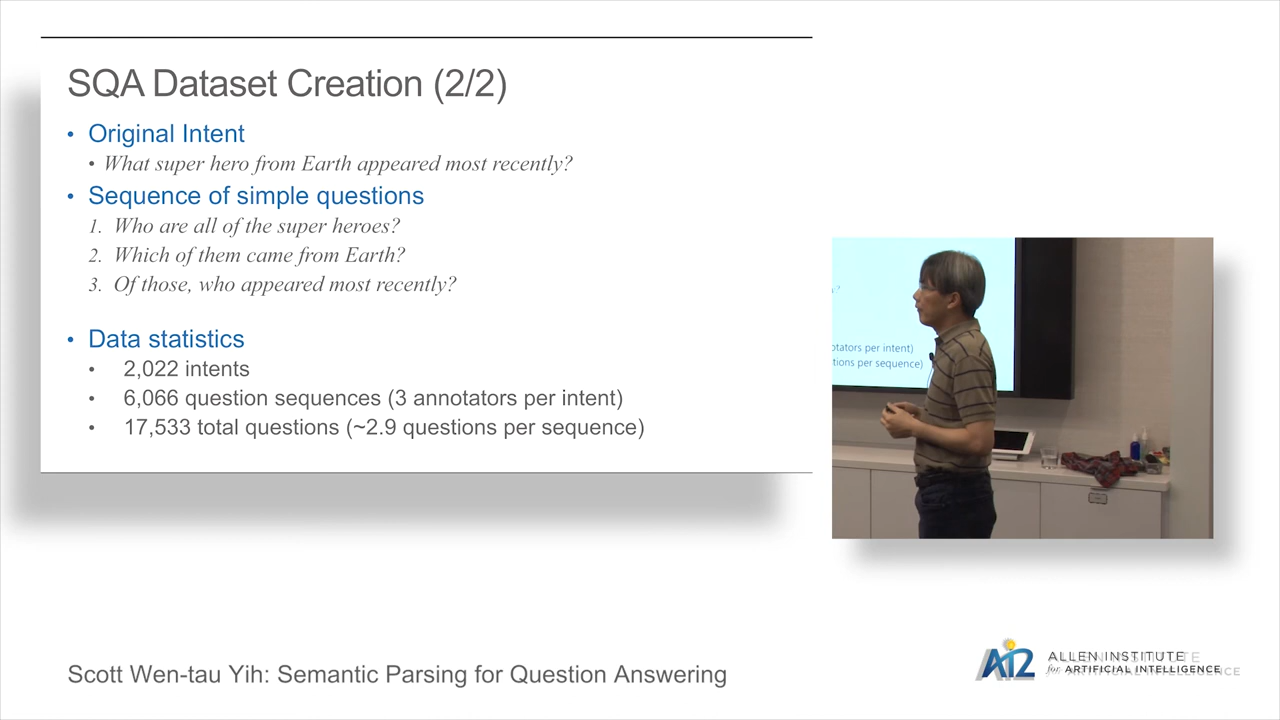 SQA Dataset Creation (2/2)
• Original Intent
• What super hero from Earth appeared most recently?
• Sequence of simple questions
1. Who are all of the super heroes?
2. Which of them came from Earth?
3. Of those, who appeared most recently?
• Data statistics
• 2,022 intents
• 6,066 question sequences (3 annotators per intent)
• 17,533 total questions (~2.9 questions per sequence)
otators per intent)
tions per sequence)
Scott Wen-tau Yih: Semantic Parsing for Question Answering
AI2
ALLEN INSTITUTE
for ARTIFICIAL INTELLIGENCE